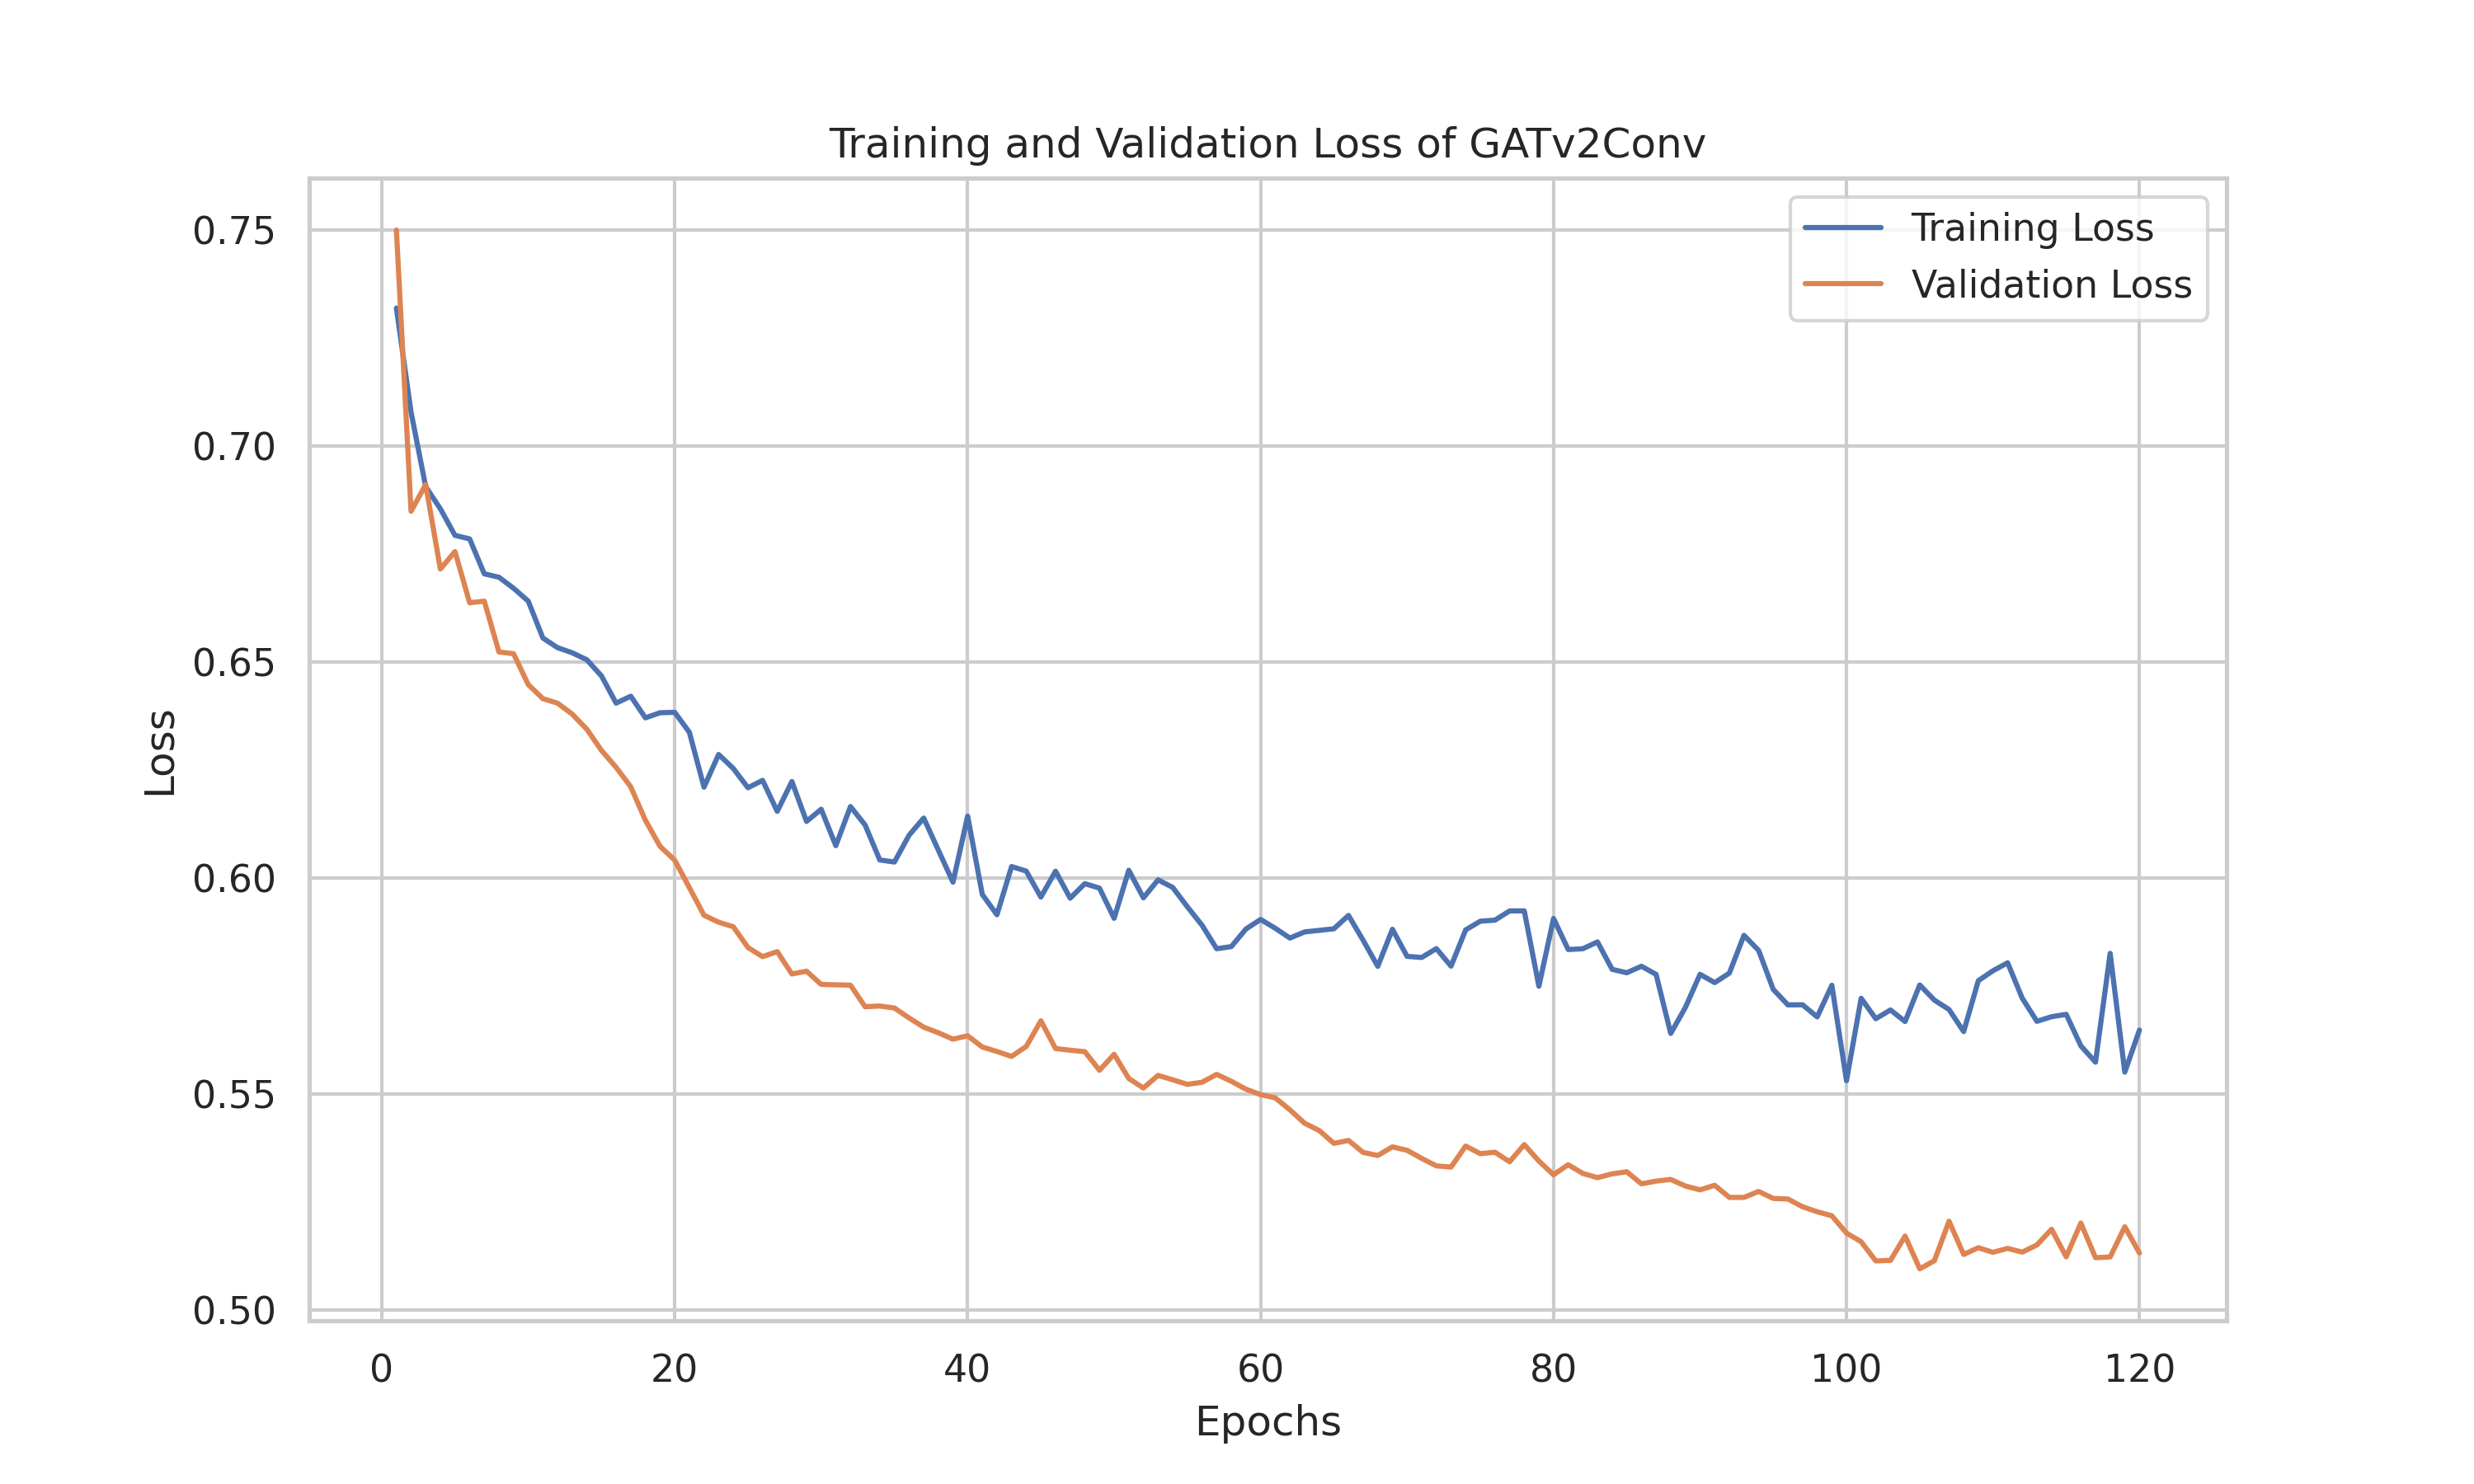 Training and Validation Loss of GATv2Conv
Training Loss
Validation Loss
0.75
0.70
0.65
0.60
0.55
0.50
Loss
0 20 40 60 80 100 120
Epochs